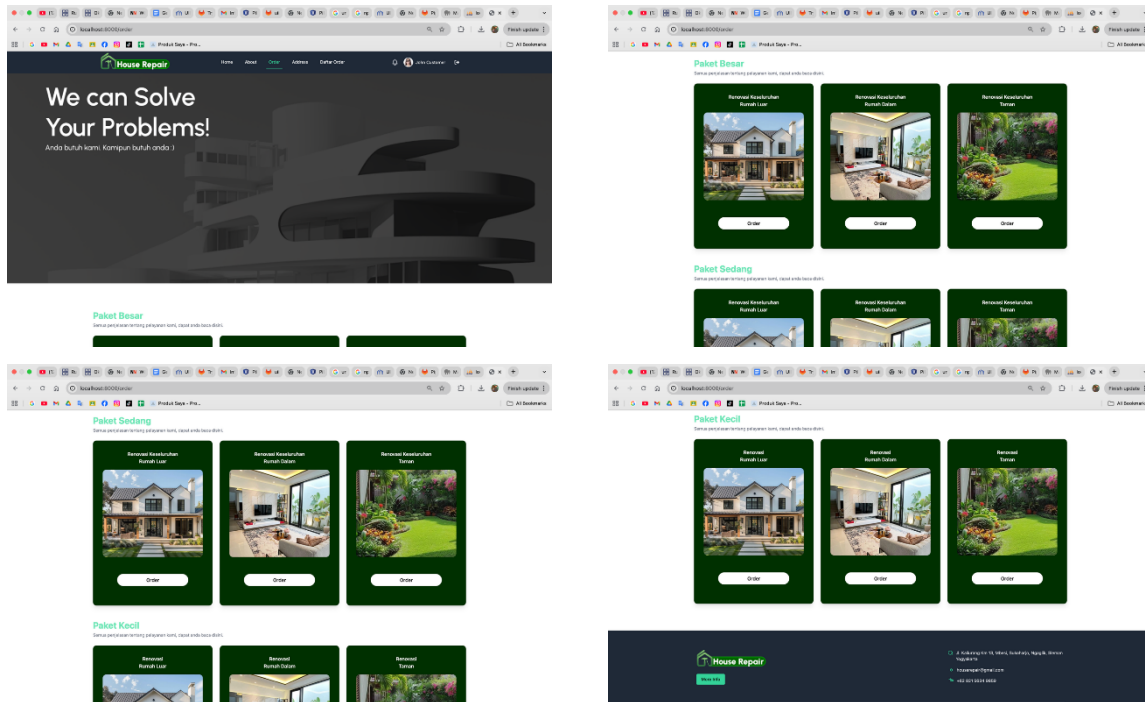 localhost:8000/order
Finish update
Produk Saya - Pro...
All Bookmarks
House Repair
Home About Order Address Daftar Order
John Customer
We can Solve
Your Problems!
Anda butuh kami. Kamipun butuh anda :)
Paket Besar
Semua penjelasan tentang pelayanan kami, dapat anda baca disini.
localhost:8000/order
Finish update
Produk Saya - Pro...
All Bookmarks
Paket Besar
Semua penjelasan tentang pelayanan kami, dapat anda baca disini.
Renovasi Keseluruhan
Rumah Luar
Renovasi Keseluruhan
Rumah Dalam
Renovasi Keseluruhan
Taman
Order Order Order
Paket Sedang
Semua penjelasan tentang pelayanan kami, dapat anda baca disini.
Renovasi Keseluruhan
Rumah Luar
Renovasi Keseluruhan
Rumah Dalam
Renovasi Keseluruhan
Taman
localhost:8000/order
Finish update
Produk Saya - Pro...
All Bookmarks
Paket Sedang
Semua penjelasan tentang pelayanan kami, dapat anda baca disini.
Renovasi Keseluruhan
Rumah Luar
Renovasi Keseluruhan
Rumah Dalam
Renovasi Keseluruhan
Taman
Order Order Order
Paket Kecil
Semua penjelasan tentang pelayanan kami, dapat anda baca disini.
Renovasi
Rumah Luar
Renovasi
Rumah Dalam
Renovasi
Taman
localhost:8000/order
Finish update
Produk Saya - Pro...
All Bookmarks
Paket Kecil
Semua penjelasan tentang pelayanan kami, dapat anda baca disini.
Renovasi
Rumah Luar
Renovasi
Rumah Dalam
Renovasi
Taman
Order Order Order
House Repair
More Info
Yogyakarta